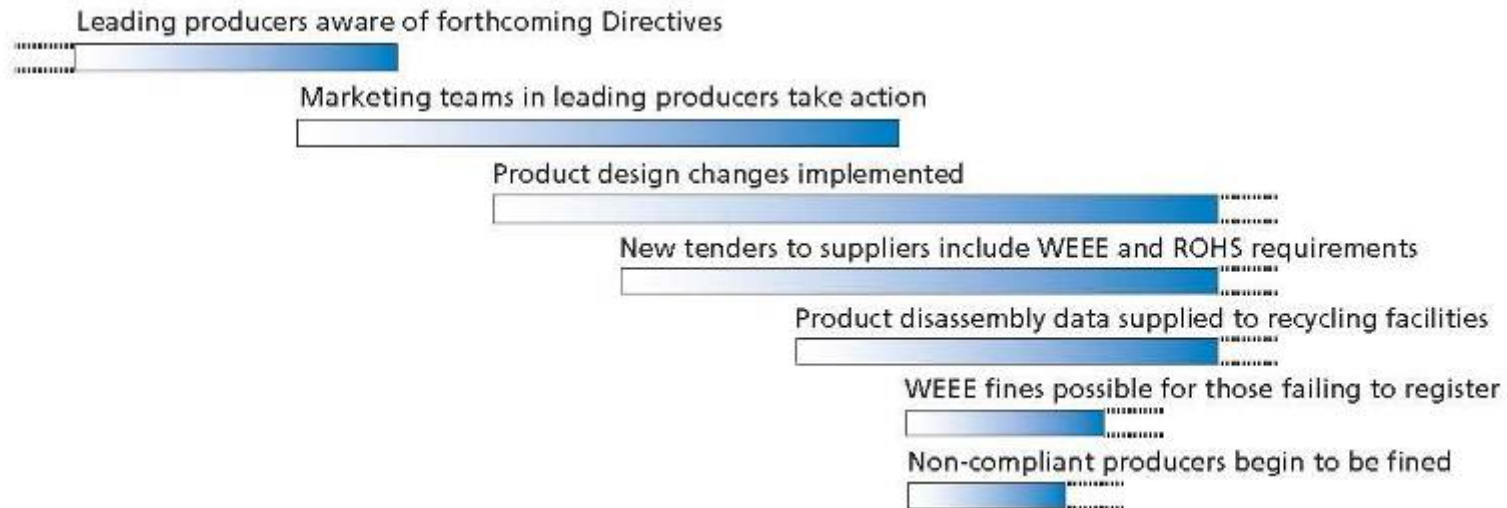 Leading producers aware of forthcoming Directives
Marketing teams in leading producers take action
Product design changes implemented
New tenders to suppliers include WEEE and ROHS requirements
Product disassembly data supplied to recycling facilities
WEEE fines possible for those failing to register
Non-compliant producers begin to be fined